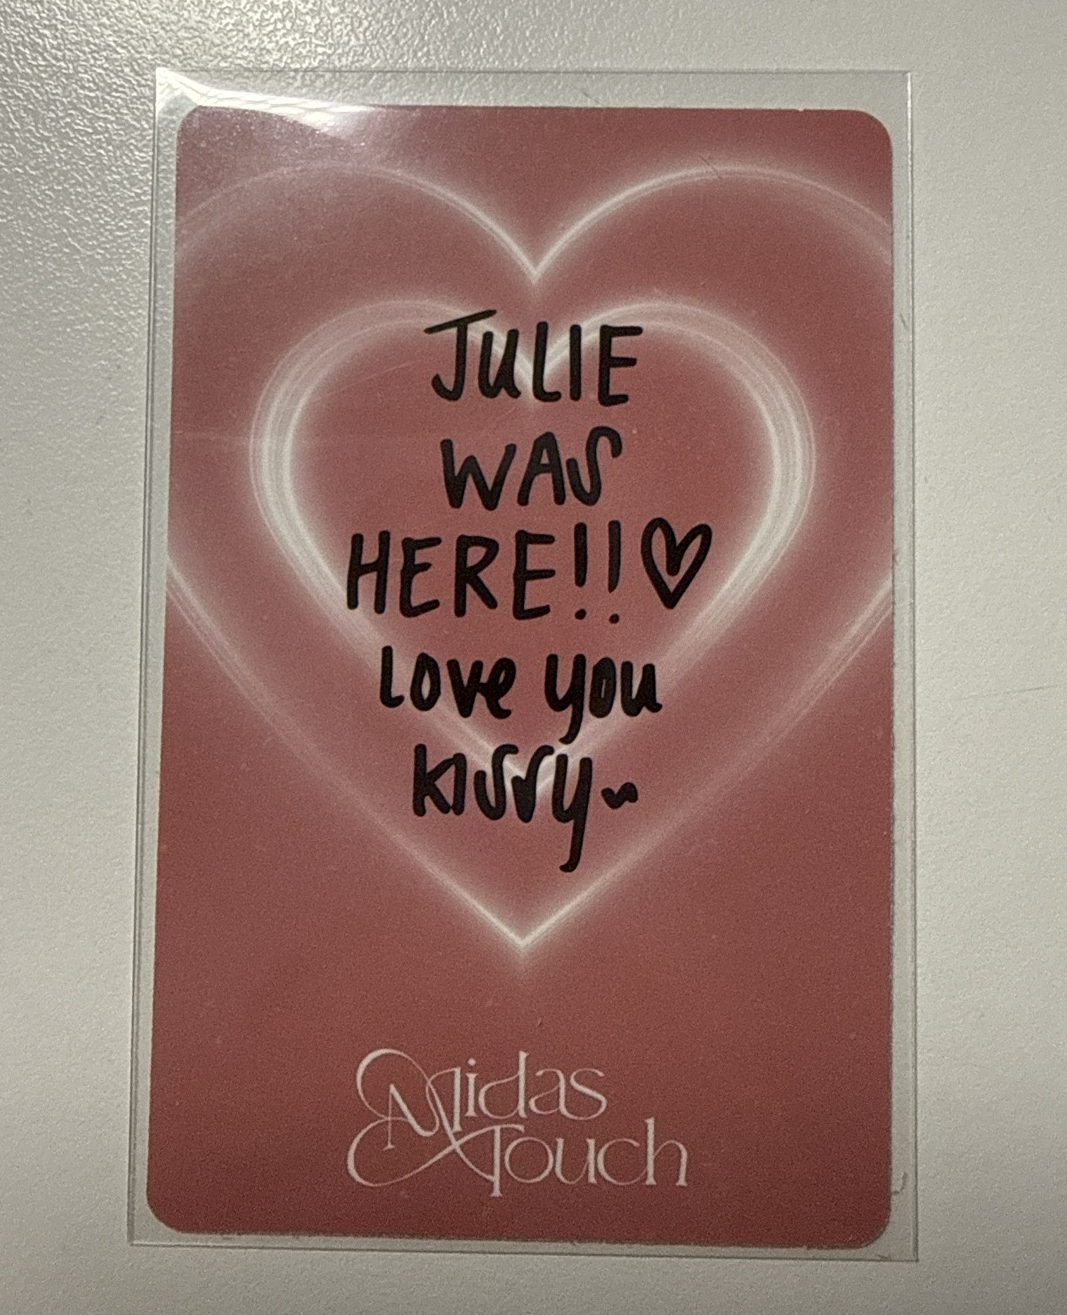 JULIE
WAS
HERE!!♡
Love you
KISSY~
Midas
Touch